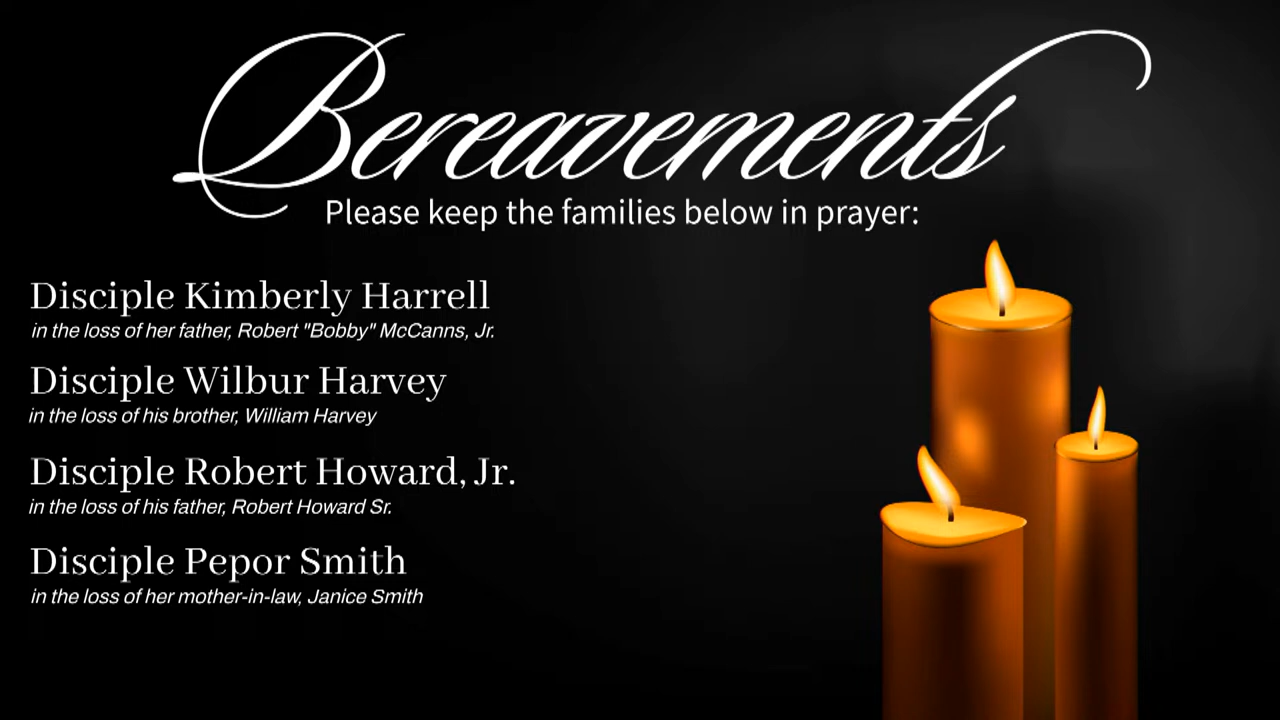 Bereavements
Please keep the families below in prayer:
Disciple Kimberly Harrell
in the loss of her father, Robert "Bobby" McCanns, Jr.
Disciple Wilbur Harvey
in the loss of his brother, William Harvey
Disciple Robert Howard, Jr.
in the loss of his father, Robert Howard Sr.
Disciple Pepor Smith
in the loss of her mother-in-law, Janice Smith